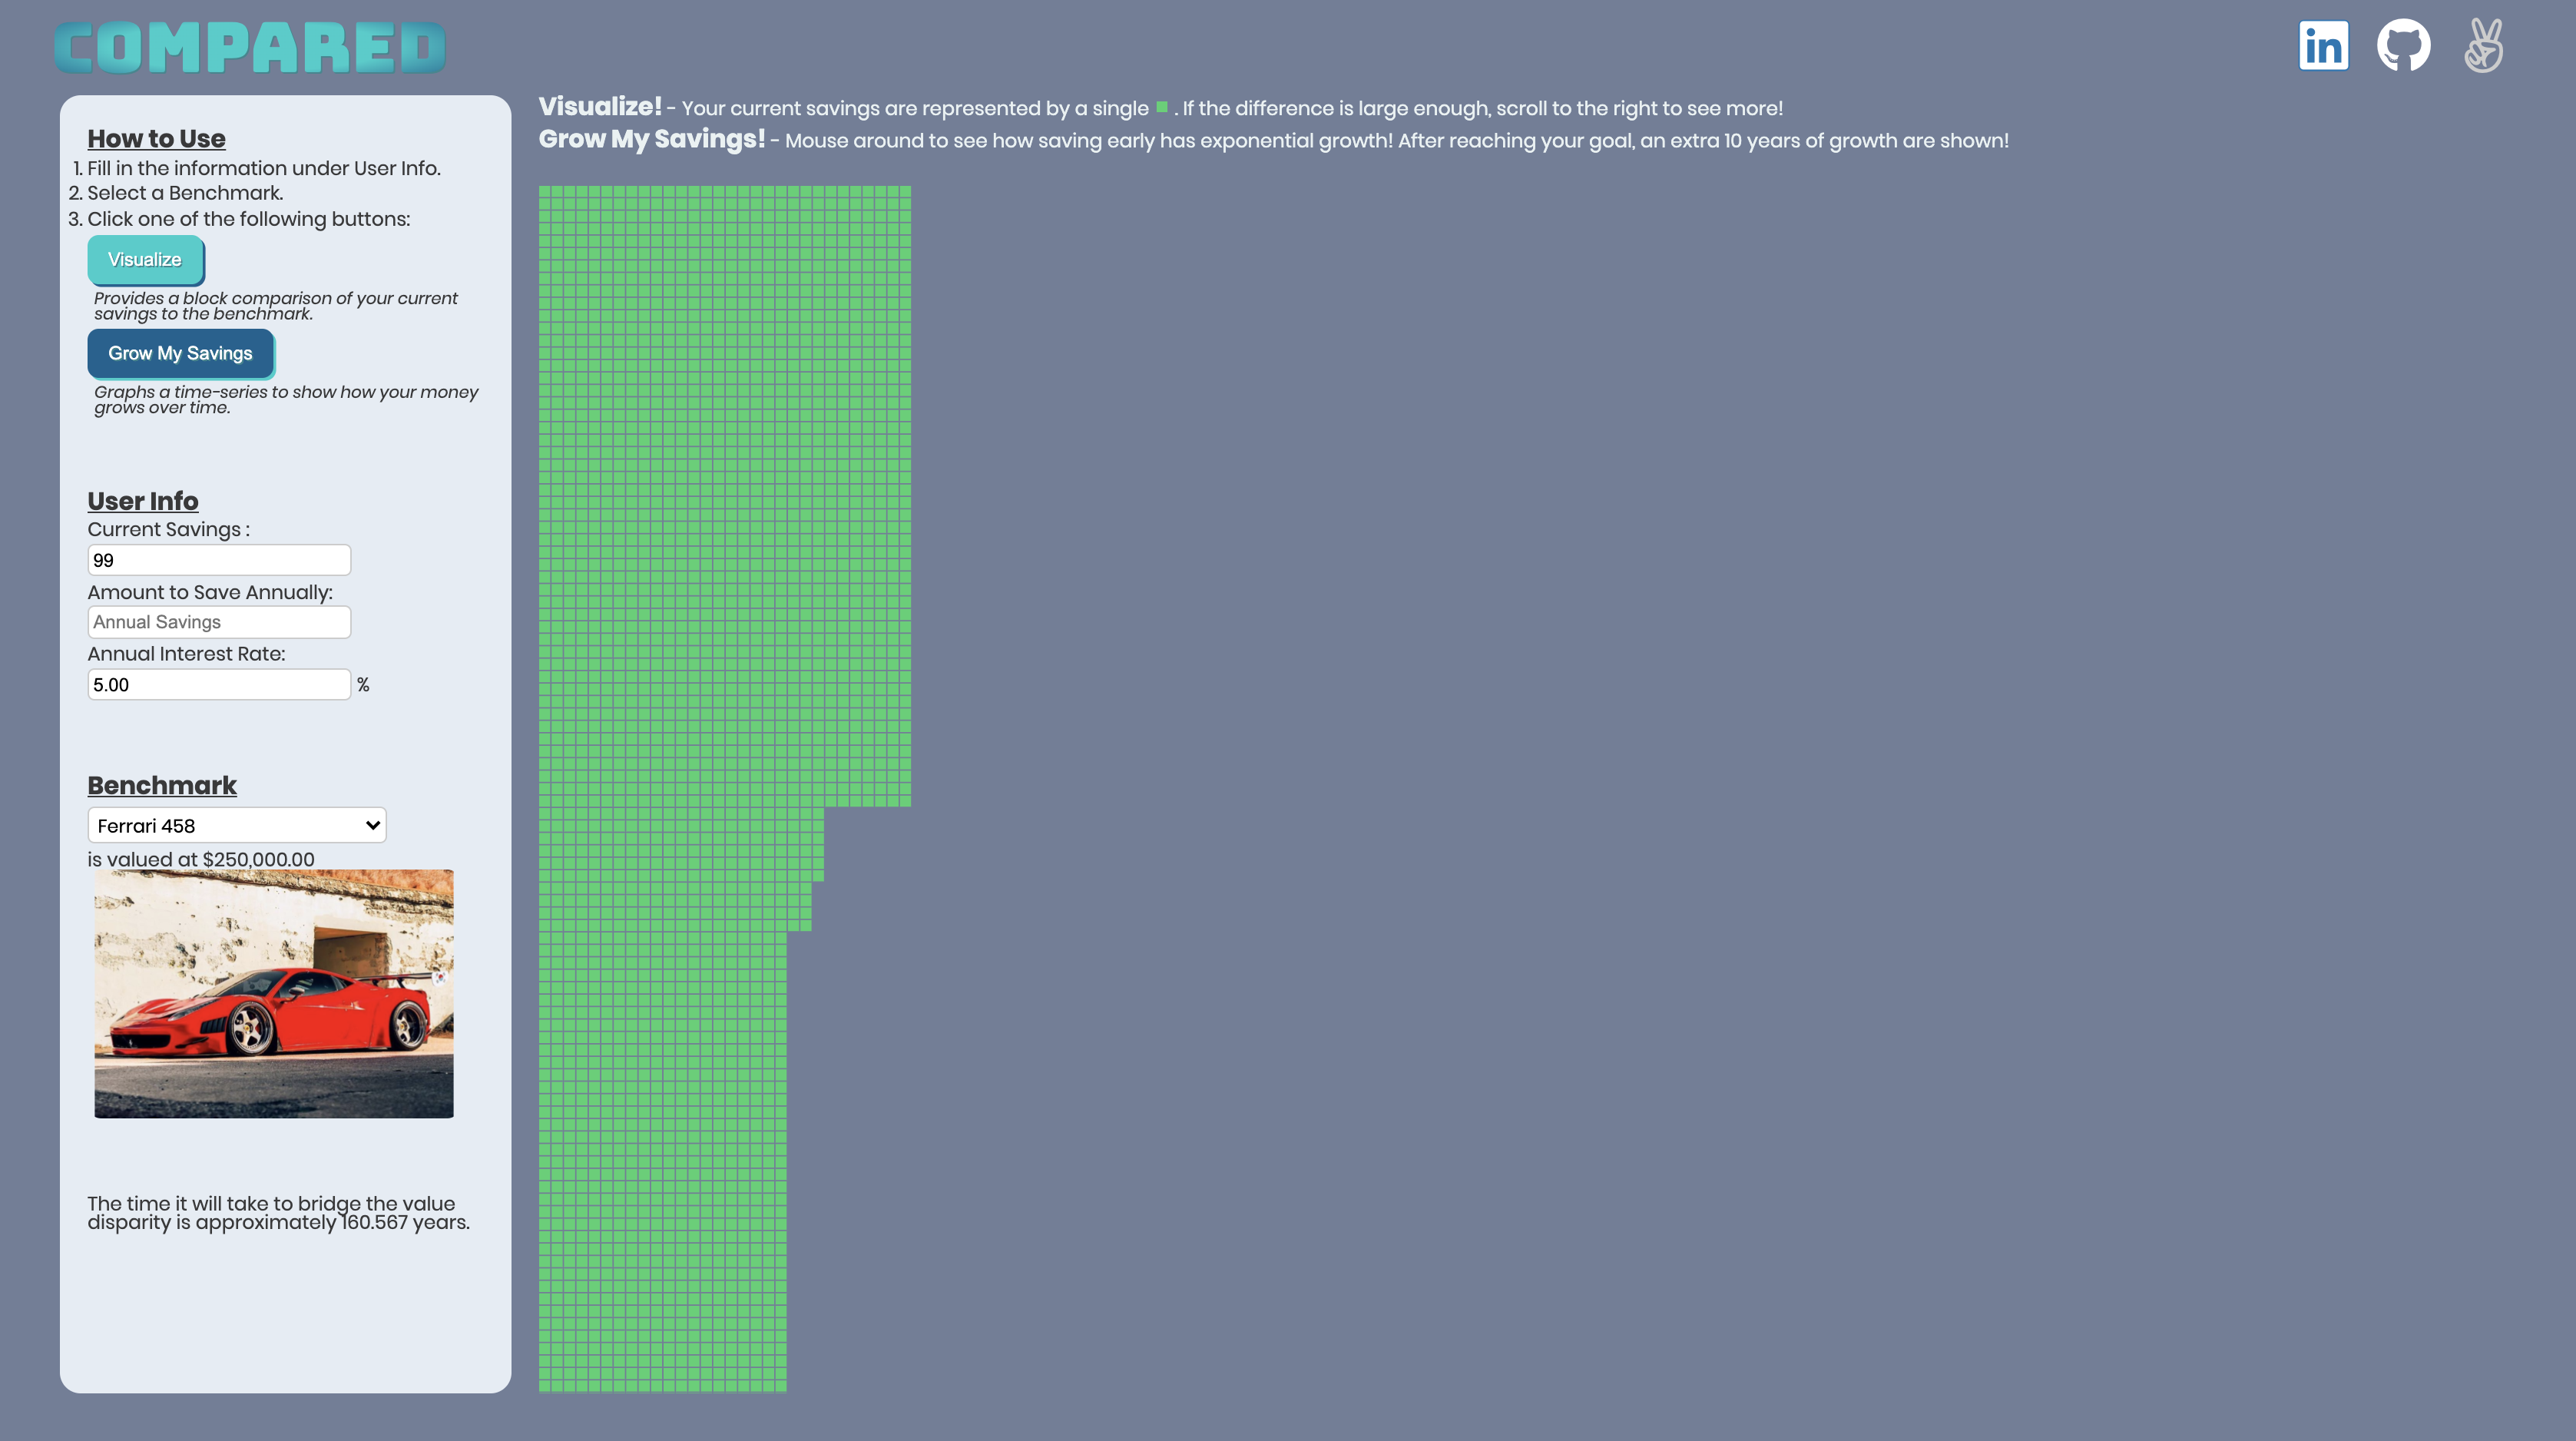 COMPARED
Visualize! - Your current savings are represented by a single . If the difference is large enough, scroll to the right to see more!
Grow My Savings! - Mouse around to see how saving early has exponential growth! After reaching your goal, an extra 10 years of growth are shown!
How to Use
1. Fill in the information under User Info.
2. Select a Benchmark.
3. Click one of the following buttons:
Visualize
Provides a block comparison of your current
savings to the benchmark.
Grow My Savings
Graphs a time-series to show how your money
grows over time.
User Info
Current Savings :
99
Amount to Save Annually:
Annual Savings
Annual Interest Rate:
5.00 %
Benchmark
Ferrari 458
is valued at $250,000.00
The time it will take to bridge the value
disparity is approximately 160.567 years.
in